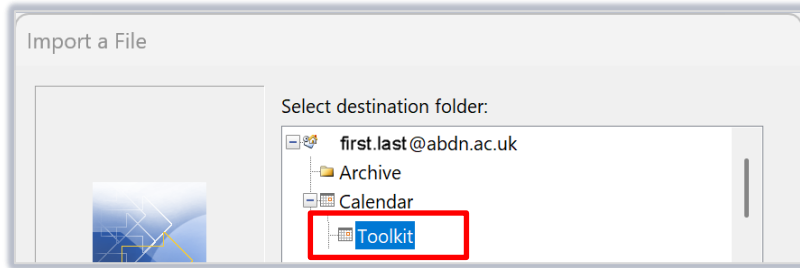 Import a File
Select destination folder:
first.last@abdn.ac.uk
Archive
Calendar
Toolkit